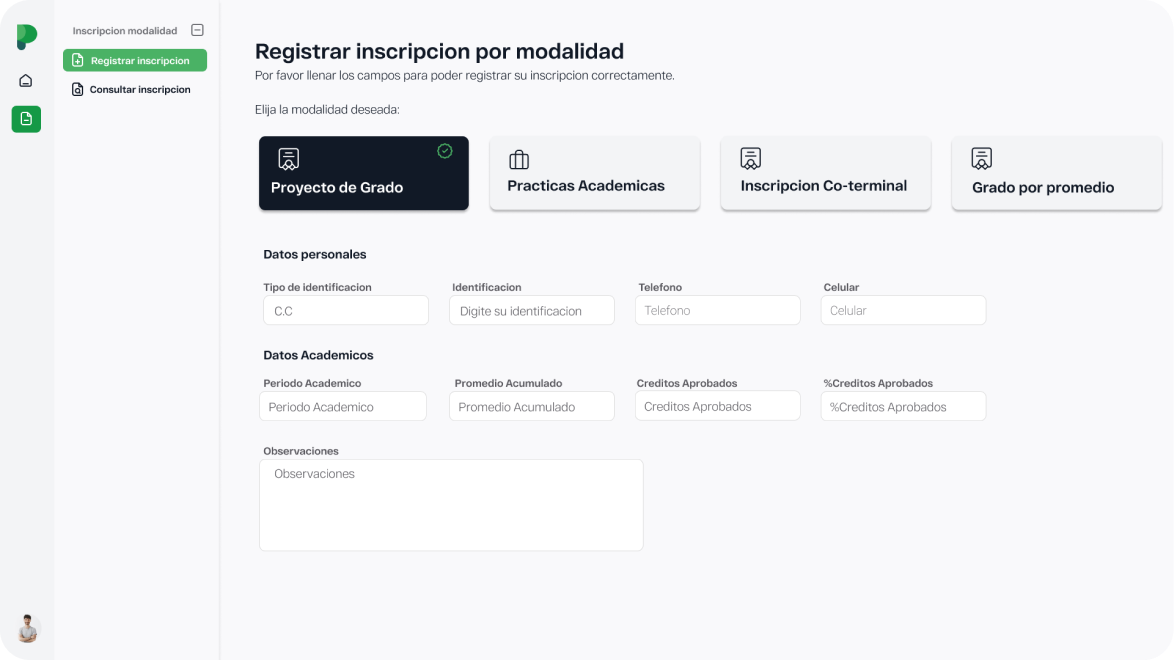 Inscripcion modalidad
Registrar inscripcion
Consultar inscripcion
Registrar inscripcion por modalidad
Por favor llenar los campos para poder registrar su inscripcion correctamente.
Elija la modalidad deseada:
Proyecto de Grado
Practicas Academicas
Inscripcion Co-terminal
Grado por promedio
Datos personales
Tipo de identificacion
Identificacion
Telefono
Celular
C.C
Digite su identificacion
Telefono
Celular
Datos Academicos
Periodo Academico
Promedio Acumulado
Creditos Aprobados
%Creditos Aprobados
Periodo Academico
Promedio Acumulado
Creditos Aprobados
%Creditos Aprobados
Observaciones
Observaciones